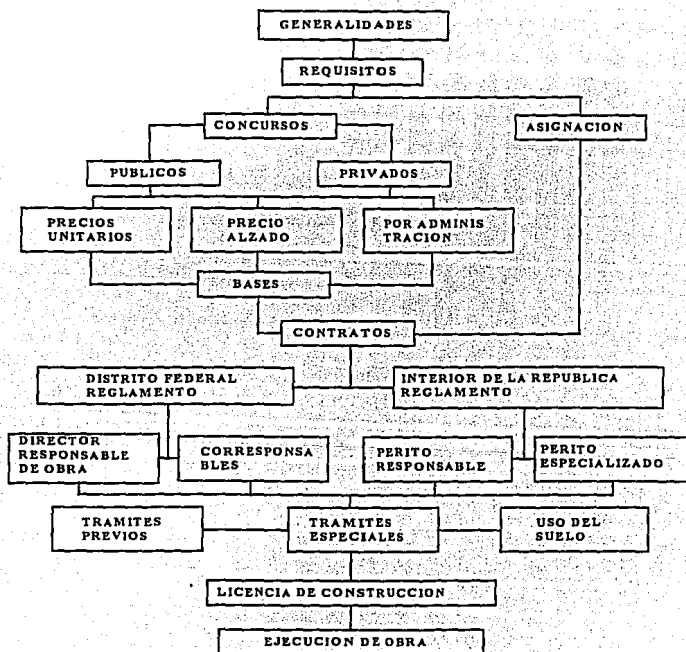 GENERALIDADES
REQUISITOS
CONCURSOS
ASIGNACION
PUBLICOS
PRIVADOS
PRECIOS
UNITARIOS
PRECIO
ALZADO
POR ADMINIS
TRACION
BASES
CONTRATOS
DISTRITO FEDERAL
REGLAMENTO
INTERIOR DE LA REPUBLICA
REGLAMENTO
DIRECTOR
RESPONSABLE
DE OBRA
CORRESPONSA
BLES
PERITO
RESPONSABLE
PERITO
ESPECIALIZADO
TRAMITES
PREVIOS
TRAMITES
ESPECIALES
USO DEL
SUELO
LICENCIA DE CONSTRUCCION
EJECUCION DE OBRA